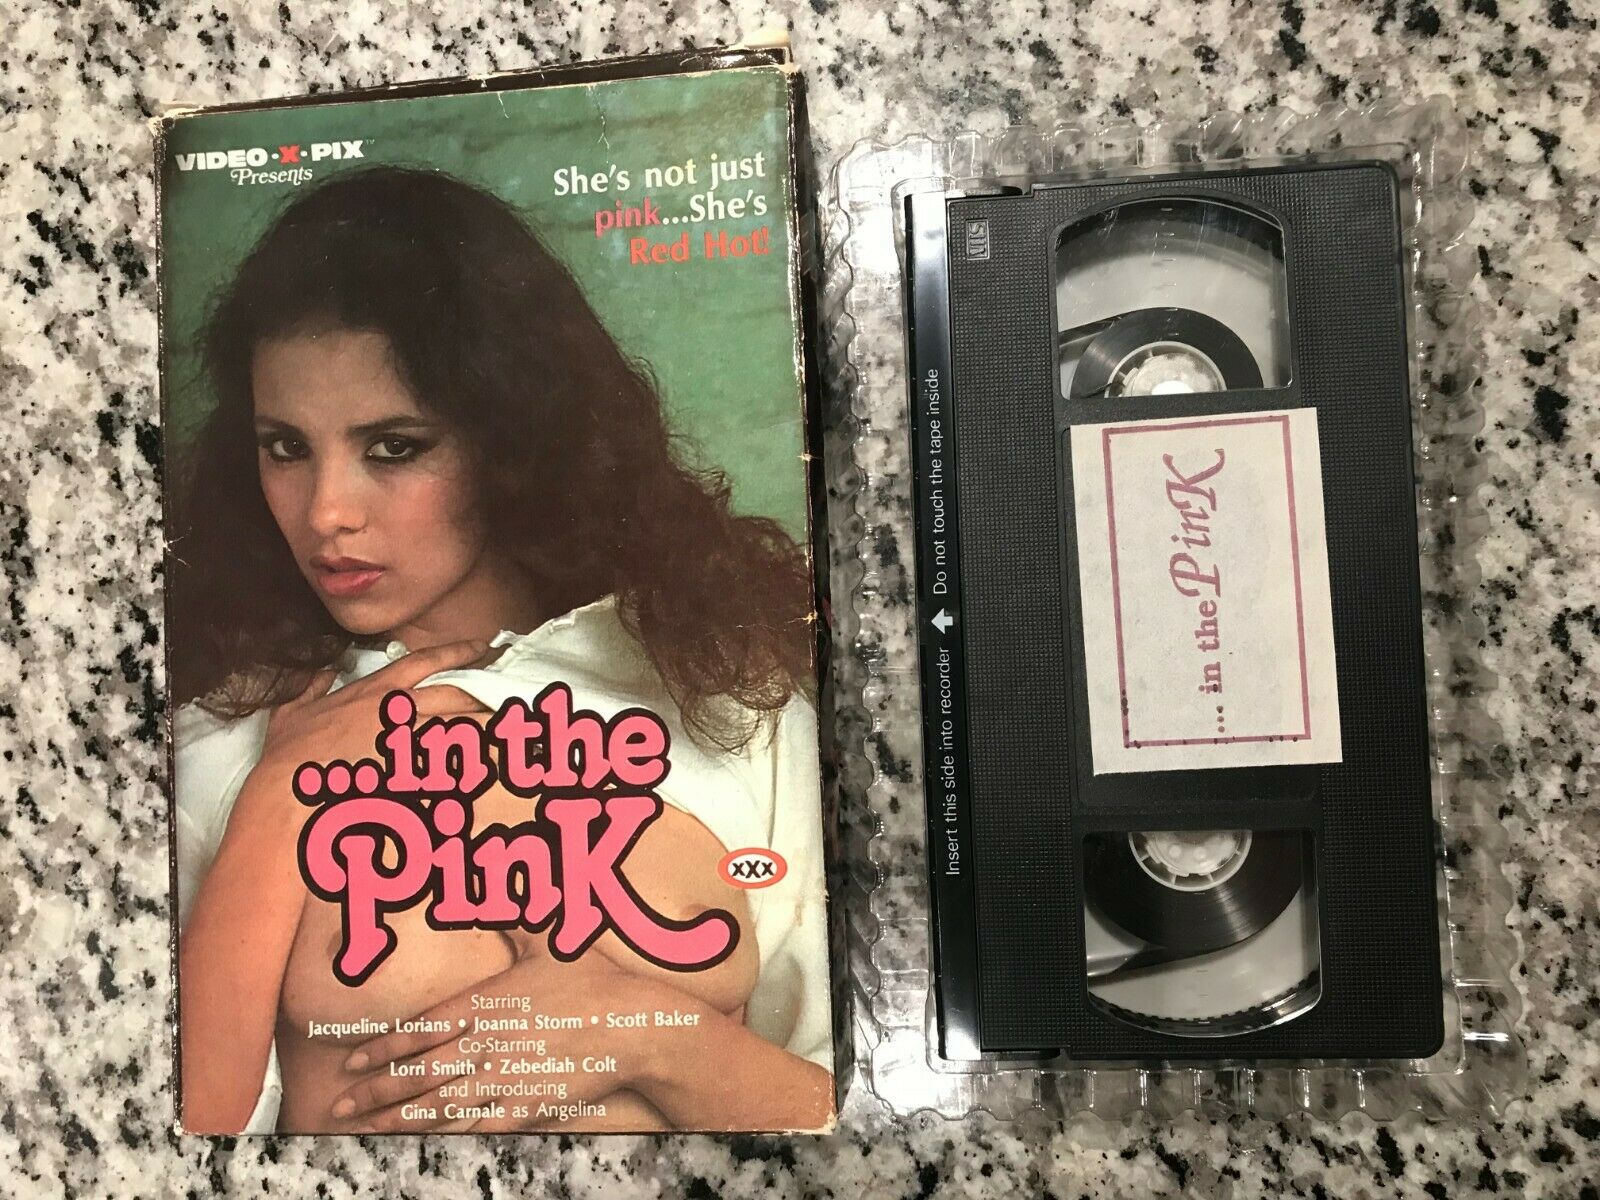 VIDEO·X·PIX™
Presents
She's not just
pink...She's
Red Hot!
...in the
Pink
XXX
Starring
Jacqueline Lorians • Joanna Storm • Scott Baker
Co-Starring
Lorri Smith • Zebediah Colt
and Introducing
Gina Carnale as Angelina
Insert this side into recorder ⬆ Do not touch the tape inside
... in the Pink